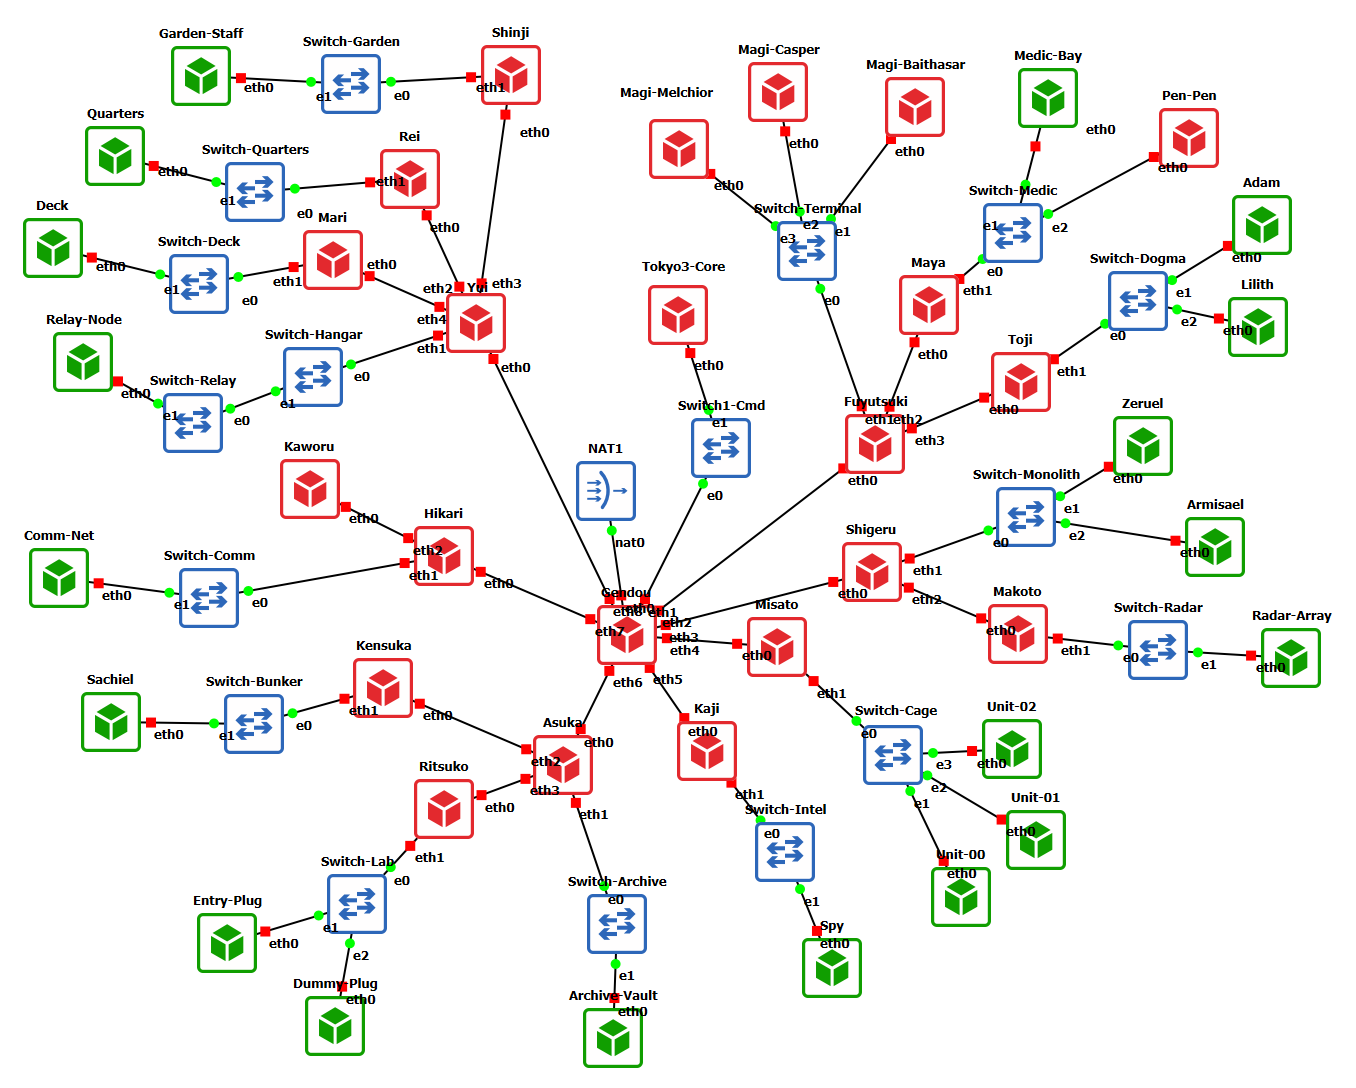 Garden-Staff
eth0
e1
Switch-Garden
e0
Shinji
eth1
eth0
Quarters
eth0
e1
Switch-Quarters
e0
Rei
eth1
eth0
Deck
eth0
e1
Switch-Deck
e0
Mari
eth1
eth0
Relay-Node
eth0
e1
Switch-Relay
e0
Switch-Hangar
e1
e0
Yui
eth2
eth3
eth4
eth1
eth0
Magi-Melchior
eth0
Magi-Casper
eth0
Magi-Baithasar
eth0
Switch-Terminal
e3
e2
e1
e0
Medic-Bay
eth0
Pen-Pen
eth0
Switch-Medic
e1
e2
e0
Maya
eth1
eth0
Adam
eth0
Lilith
eth0
Switch-Dogma
e1
e2
e0
Toji
eth1
eth0
Tokyo3-Core
eth0
Switch1-Cmd
e1
e0
Fuyutsuki
eth1
eth2
eth3
eth0
NAT1
nat0
Kaworu
eth0
Comm-Net
eth0
e1
Switch-Comm
e0
Hikari
eth2
eth1
eth0
Zeruel
eth0
Armisael
eth0
Switch-Monolith
e1
e2
e0
Shigeru
eth1
eth2
eth0
Makoto
eth0
eth1
Switch-Radar
e0
e1
Radar-Array
eth0
Gendou
eth8
eth0
eth1
eth2
eth3
eth4
eth5
eth6
eth7
Misato
eth0
eth1
Kensuka
eth1
eth0
Sachiel
eth0
e1
Switch-Bunker
e0
Asuka
eth0
eth2
eth3
eth1
Ritsuko
eth0
eth1
Kaji
eth0
eth1
Switch-Cage
e0
e3
e2
e1
Unit-02
eth0
Unit-01
eth0
Unit-00
eth0
Switch-Intel
e0
e1
Spy
eth0
Switch-Lab
e0
e1
e2
Entry-Plug
eth0
Dummy-Plug
eth0
Switch-Archive
e0
e1
Archive-Vault
eth0